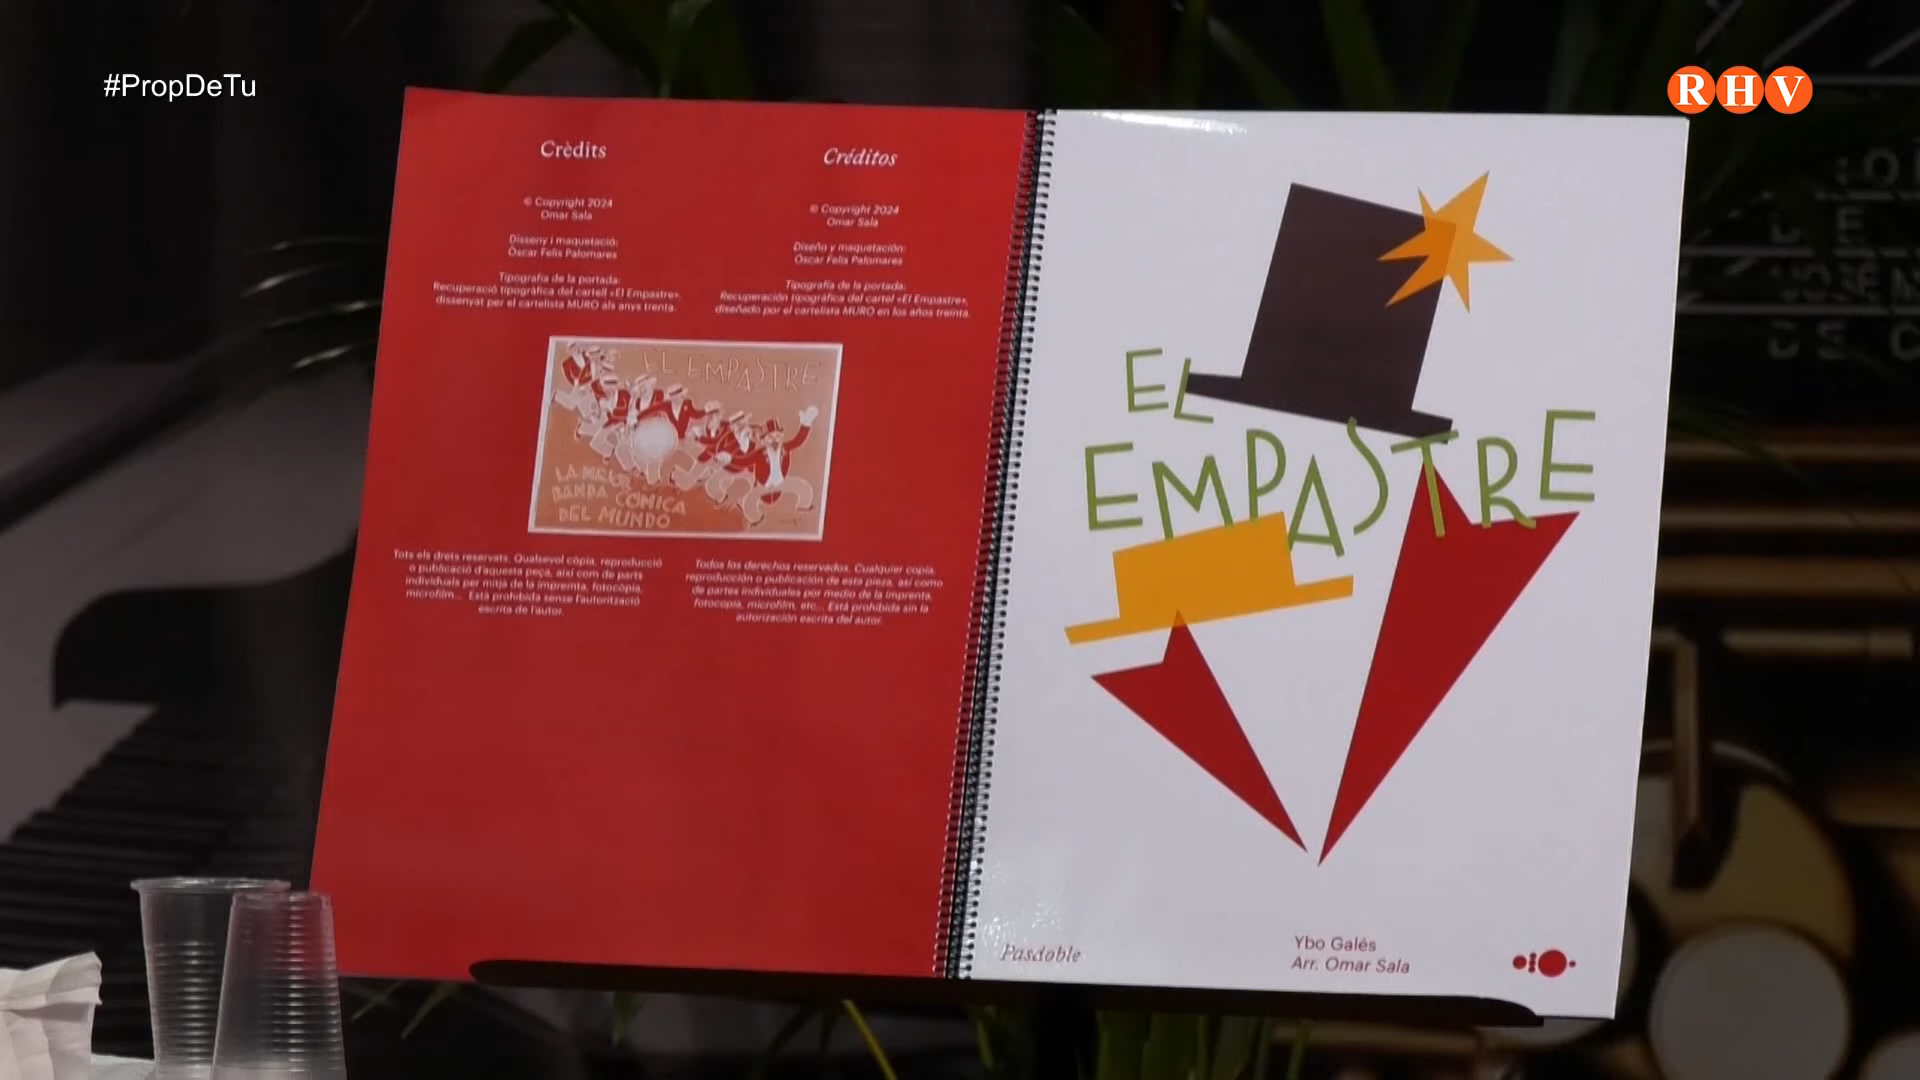 #PropDeTu
RHV
Crèdits
© Copyright 2024
Omar Sala
Disseny i maquetació:
Òscar Felis Palomares
Tipografia de la portada:
Recuperació tipogràfica del cartell «El Empastre»,
dissenyat per el cartelista MURO als anys trenta.
Créditos
© Copyright 2024
Omar Sala
Diseño y maquetación:
Òscar Felis Palomares
Tipografía de la portada:
Recuperación tipográfica del cartel «El Empastre»,
diseñado por el cartelista MURO en los años treinta.
EL EMPASTRE
LA MEJOR
BANDA CÓMICA
DEL MUNDO
Tots els drets reservats. Qualsevol còpia, reproducció
o publicació d'aquesta peça, així com de parts
individuals per mitjà de la impremta, fotocòpia,
microfilm... Està prohibida sense l'autorització
escrita de l'autor.
Todos los derechos reservados. Cualquier copia,
reproducción o publicación de esta pieza, así como
de partes individuales por medio de la imprenta,
fotocopia, microfilm, etc... Está prohibida sin la
autorización escrita del autor.
EL
EMPASTRE
Pasdoble
Ybo Galés
Arr. Omar Sala